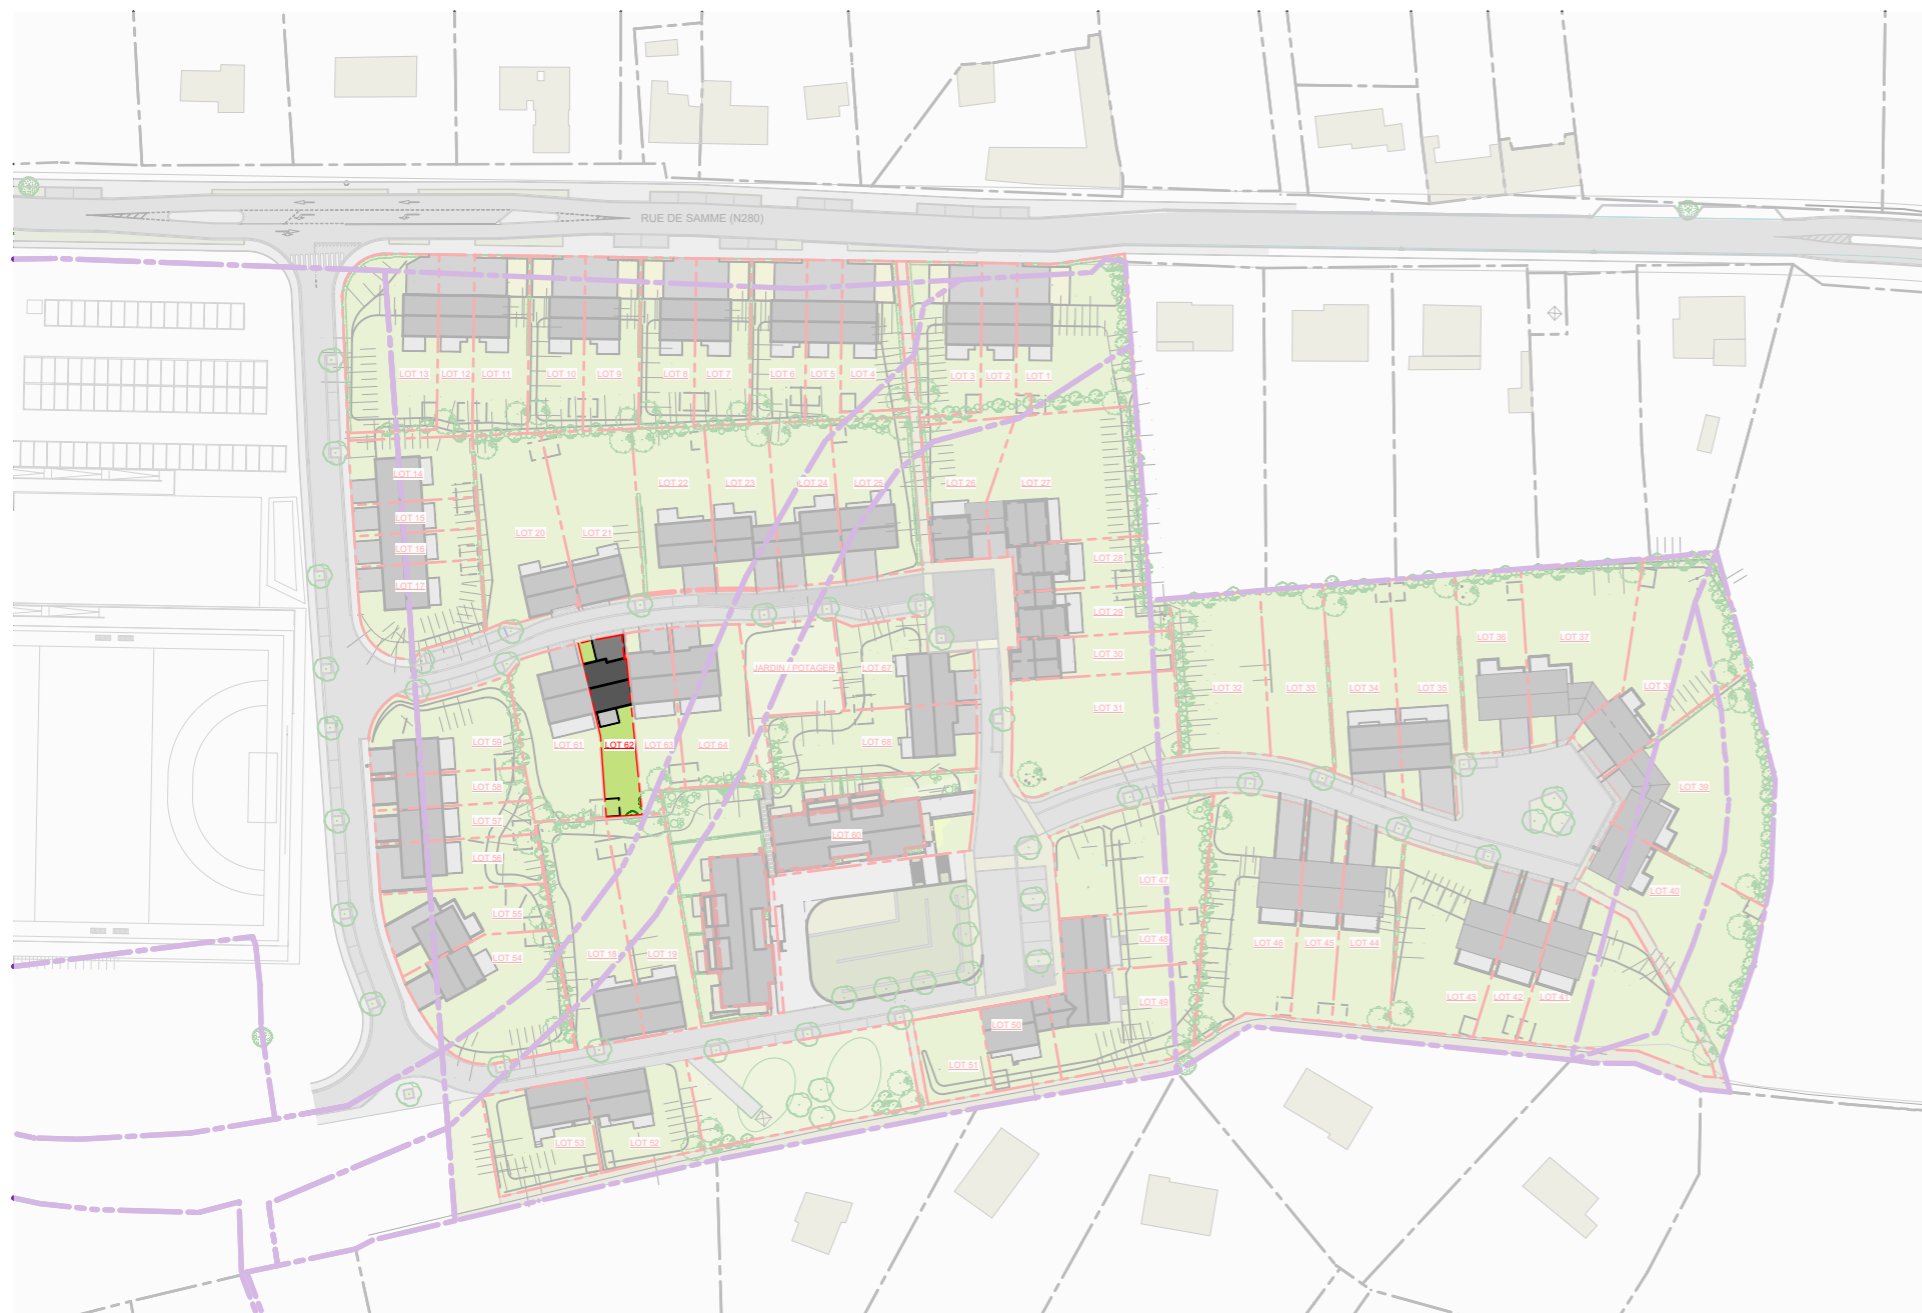 RUE DE SAMME (N280)
LOT 13
LOT 12
LOT 11
LOT 10
LOT 9
LOT 8
LOT 7
LOT 6
LOT 5
LOT 4
LOT 3
LOT 2
LOT 1
LOT 14
LOT 15
LOT 16
LOT 17
LOT 20
LOT 21
LOT 22
LOT 23
LOT 24
LOT 25
LOT 26
LOT 27
LOT 28
LOT 29
LOT 30
LOT 31
JARDIN / POTAGER
LOT 67
LOT 68
LOT 32
LOT 33
LOT 34
LOT 35
LOT 36
LOT 37
LOT 39
LOT 40
LOT 59
LOT 58
LOT 57
LOT 56
LOT 55
LOT 54
LOT 61
LOT 62
LOT 63
LOT 64
LOT 60
LOT 18
LOT 19
LOT 47
LOT 48
LOT 49
LOT 50
LOT 51
LOT 46
LOT 45
LOT 44
LOT 43
LOT 42
LOT 41
LOT 53
LOT 52